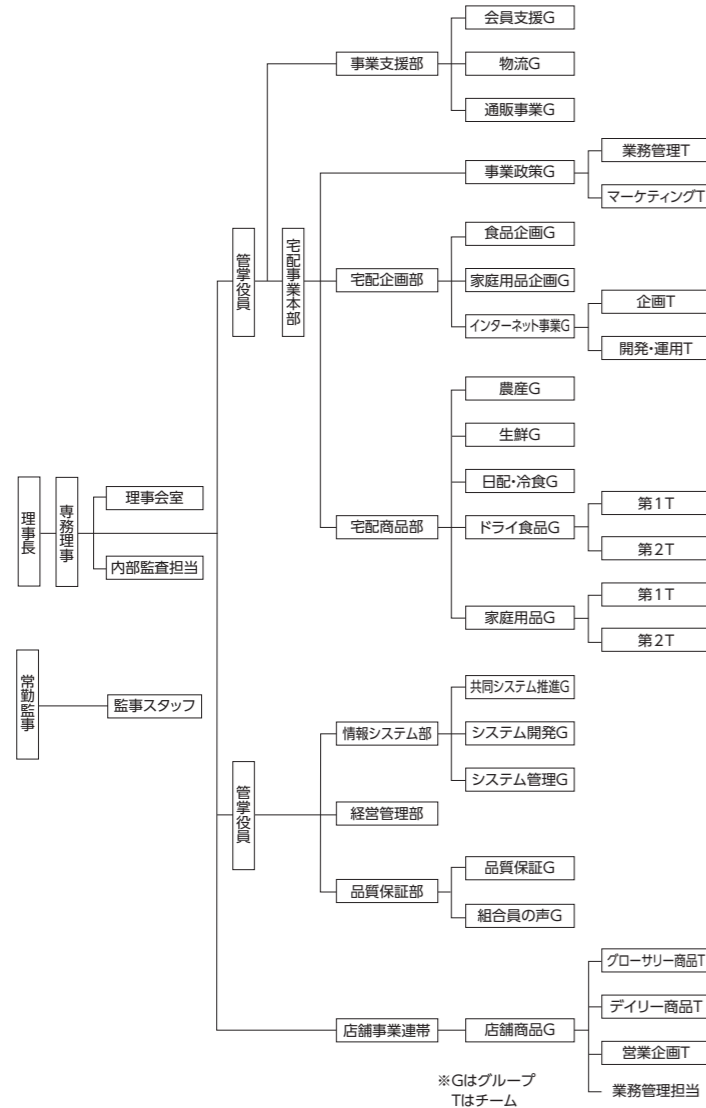 会員支援G
事業支援部
物流G
通販事業G
業務管理T
事業政策G
マーケティングT
管掌役員
宅配事業本部
食品企画G
宅配企画部
家庭用品企画G
企画T
インターネット事業G
開発・運用T
農産G
生鮮G
日配・冷食G
理事長
専務理事
理事会室
第1T
宅配商品部
ドライ食品G
第2T
内部監査担当
第1T
家庭用品G
第2T
常勤監事
監事スタッフ
共同システム推進G
情報システム部
システム開発G
システム管理G
管掌役員
経営管理部
品質保証G
品質保証部
組合員の声G
グローサリー商品T
デイリー商品T
店舗事業連帯
店舗商品G
営業企画T
業務管理担当
※Gはグループ
Tはチーム